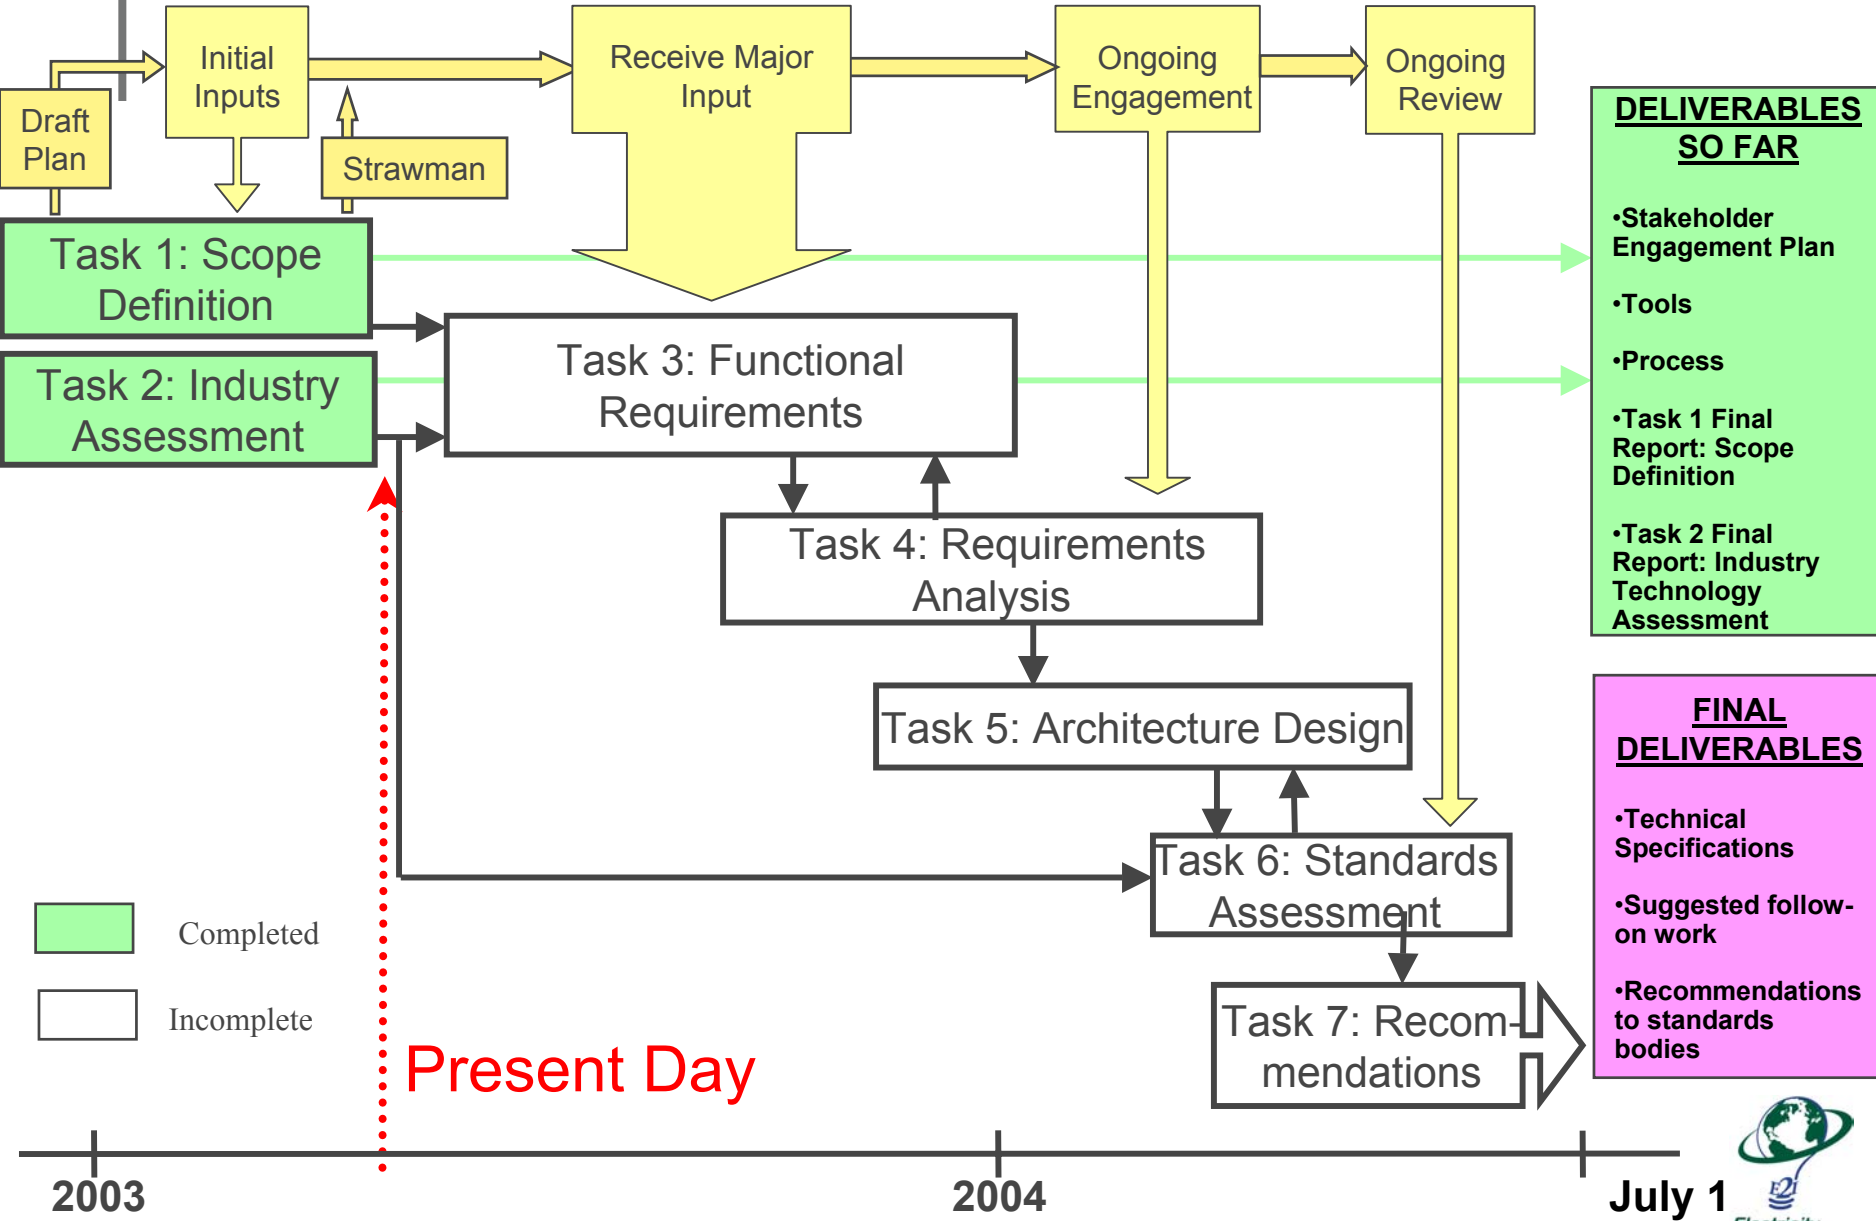 Initial
Inputs
Receive Major
Input
Ongoing
Engagement
Ongoing
Review
Draft
Plan
Strawman
Task 1: Scope
Definition
Task 2: Industry
Assessment
Task 3: Functional
Requirements
Task 4: Requirements
Analysis
Task 5: Architecture Design
Task 6: Standards
Assessment
Task 7: Recom-
mendations
DELIVERABLES
SO FAR
•Stakeholder
Engagement Plan
•Tools
•Process
•Task 1 Final
Report: Scope
Definition
•Task 2 Final
Report: Industry
Technology
Assessment
FINAL
DELIVERABLES
•Technical
Specifications
•Suggested follow-
on work
•Recommendations
to standards
bodies
Completed
Incomplete
Present Day
2003
2004
July 1
E2I